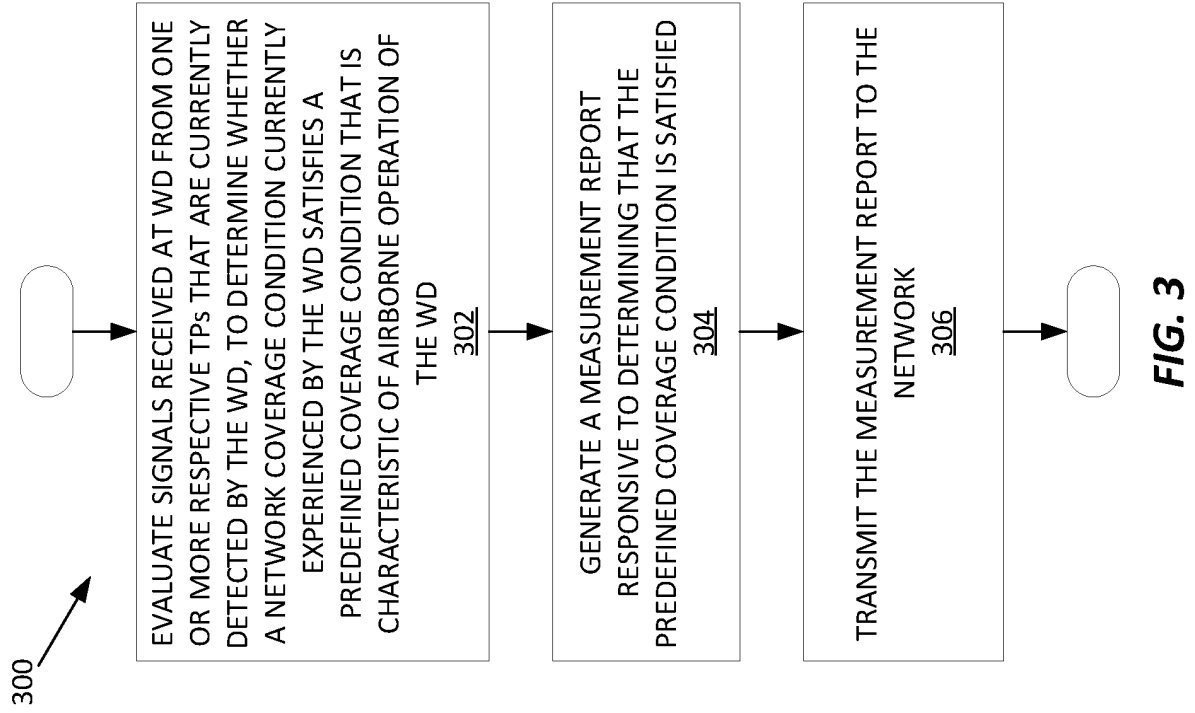 300
EVALUATE SIGNALS RECEIVED AT WD FROM ONE
OR MORE RESPECTIVE TPs THAT ARE CURRENTLY
DETECTED BY THE WD, TO DETERMINE WHETHER
A NETWORK COVERAGE CONDITION CURRENTLY
EXPERIENCED BY THE WD SATISFIES A
PREDEFINED COVERAGE CONDITION THAT IS
CHARACTERISTIC OF AIRBORNE OPERATION OF
THE WD
302
GENERATE A MEASUREMENT REPORT
RESPONSIVE TO DETERMINING THAT THE
PREDEFINED COVERAGE CONDITION IS SATISFIED
304
TRANSMIT THE MEASUREMENT REPORT TO THE
NETWORK
306
FIG. 3